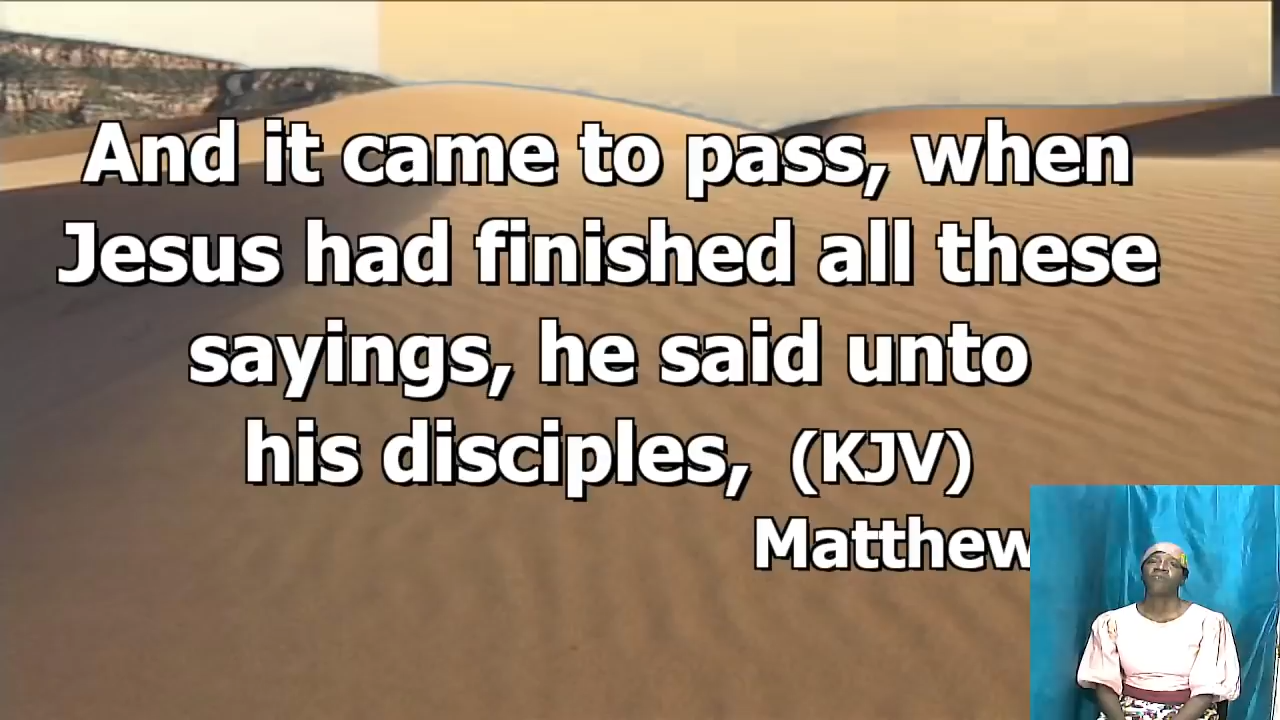 And it came to pass, when
Jesus had finished all these
sayings, he said unto
his disciples, (KJV)
Matthew